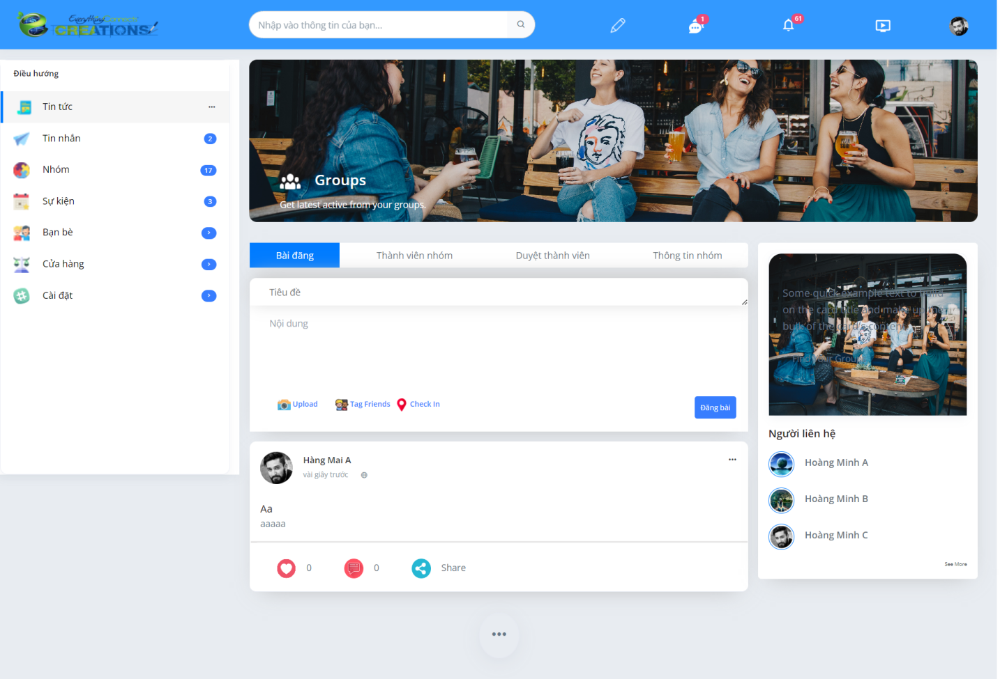 EverythingConnects
CREATIONS
Nhập vào thông tin của bạn...
1
61
Điều hướng
Tin tức
Tin nhắn
2
Nhóm
17
Sự kiện
3
Bạn bè
Cửa hàng
Cài đặt
Groups
Get latest active from your groups.
Bài đăng
Thành viên nhóm
Duyệt thành viên
Thông tin nhóm
Tiêu đề
Nội dung
Upload
Tag Friends
Check In
Đăng bài
Hàng Mai A
vài giây trước
Aa
aaaaa
0
0
Share
Some quick example text to build
on the card title and make up the
bulk of the card's content.
Find Your Group
Người liên hệ
Hoàng Minh A
Hoàng Minh B
Hoàng Minh C
See More